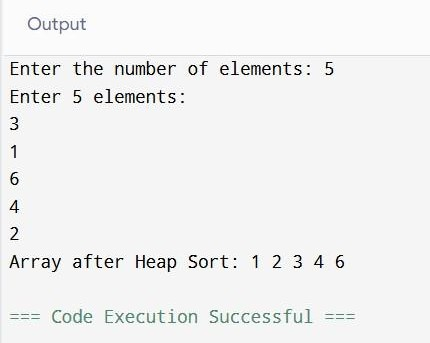 Output
Enter the number of elements: 5
Enter 5 elements:
3
1
6
4
2
Array after Heap Sort: 1 2 3 4 6
=== Code Execution Successful ===